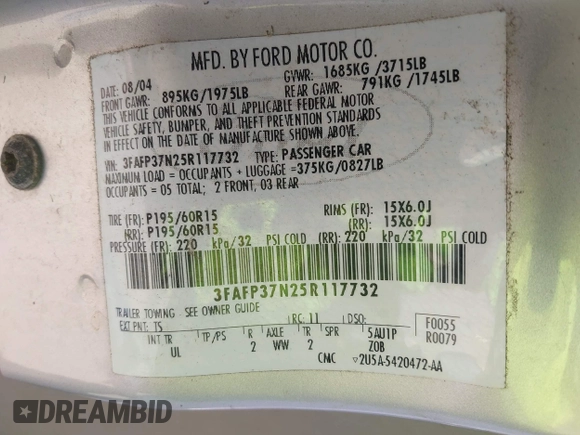 MFD. BY FORD MOTOR CO.
DATE: 08/04 GVWR: 1685KG /3715LB
FRONT GAWR: 895KG /1975LB REAR GAWR: 791KG /1745LB
THIS VEHICLE CONFORMS TO ALL APPLICABLE FEDERAL MOTOR
VEHICLE SAFETY, BUMPER, AND THEFT PREVENTION STANDARDS
IN EFFECT ON THE DATE OF MANUFACTURE SHOWN ABOVE.
VIN: 3FAFP37N25R117732 TYPE: PASSENGER CAR
MAXIMUM LOAD = OCCUPANTS + LUGGAGE =375KG/0827LB
OCCUPANTS = 05 TOTAL; 2 FRONT, 03 REAR
TIRE (FR): P195/60R15 RIMS (FR): 15X6.0J
(RR): P195/60R15 (RR): 15X6.0J
PRESSURE (FR): 220 kPa/32 PSI COLD (RR): 220 kPa/32 PSI COLD
3FAFP37N25R117732
TRAILER TOWING - SEE OWNER GUIDE
EXT PNT: TS RC: 11 DSO: F0055
INT TR TP/PS R AXLE TR SPR 5AU1P R0079
UL 2 WW 2 Z0B
CMC ▽2U5A-5420472-AA
DREAMBID